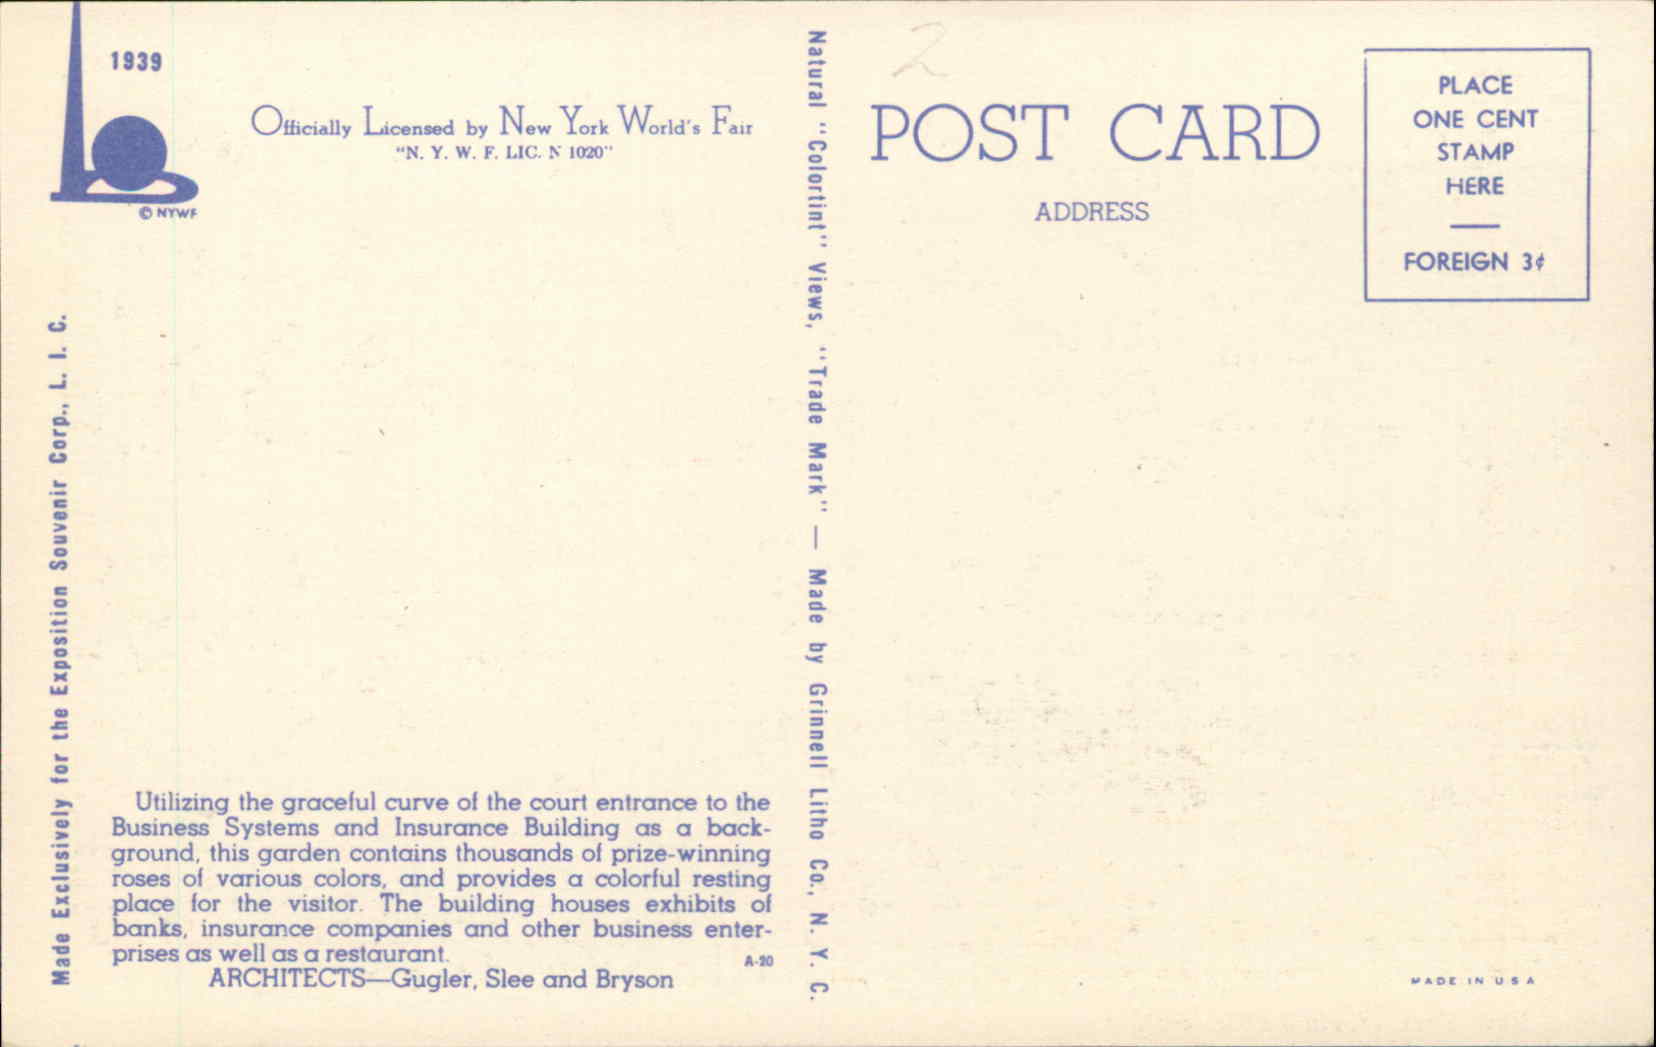 1939
© NYWF
Officially Licensed by New York World's Fair
"N. Y. W. F. LIC. N 1020"
Made Exclusively for the Exposition Souvenir Corp., L. I. C.
Utilizing the graceful curve of the court entrance to the
Business Systems and Insurance Building as a back-
ground, this garden contains thousands of prize-winning
roses of various colors, and provides a colorful resting
place for the visitor. The building houses exhibits of
banks, insurance companies and other business enter-
prises as well as a restaurant.
A-20
ARCHITECTS—Gugler, Slee and Bryson
Natural "Colortint" Views, "Trade Mark" — Made by Grinnell Litho Co., N. Y. C.
2
POST CARD
ADDRESS
PLACE
ONE CENT
STAMP
HERE
FOREIGN 3¢
MADE IN U S A